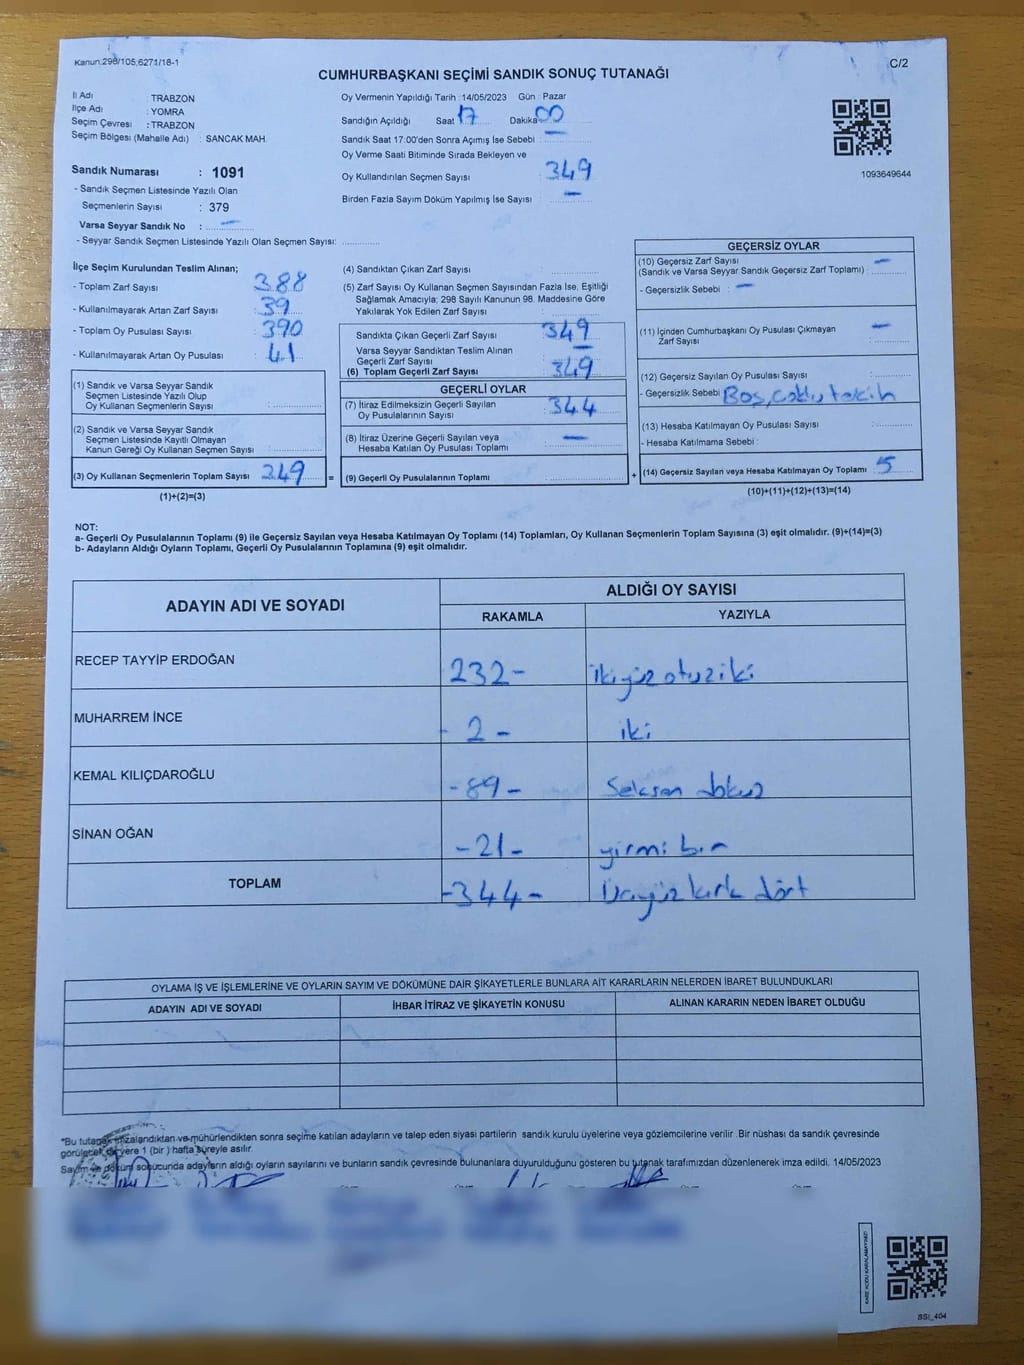 Kanun:298/105;6271/18-1
C/2
CUMHURBAŞKANI SEÇİMİ SANDIK SONUÇ TUTANAĞI
İl Adı : TRABZON
İlçe Adı : YOMRA
Seçim Çevresi : TRABZON
Seçim Bölgesi (Mahalle Adı) : SANCAK MAH.
Sandık Numarası : 1091
- Sandık Seçmen Listesinde Yazılı Olan
Seçmenlerin Sayısı : 379
Varsa Seyyar Sandık No : -
- Seyyar Sandık Seçmen Listesinde Yazılı Olan Seçmen Sayısı:
Oy Vermenin Yapıldığı Tarih :14/05/2023 Gün : Pazar
Sandığın Açıldığı Saat 17 Dakika 00
Sandık Saat 17:00'den Sonra Açımış İse Sebebi : -
Oy Verme Saati Bitiminde Sırada Bekleyen ve
Oy Kullandırılan Seçmen Sayısı : 349
Birden Fazla Sayım Döküm Yapılmış İse Sayısı : -
1093649644
İlçe Seçim Kurulundan Teslim Alınan;
- Toplam Zarf Sayısı : 388
- Kullanılmayarak Artan Zarf Sayısı : 39
- Toplam Oy Pusulası Sayısı : 390
- Kullanılmayarak Artan Oy Pusulası : 41
(1) Sandık ve Varsa Seyyar Sandık
Seçmen Listesinde Yazılı Olup
Oy Kullanan Seçmenlerin Sayısı :
(2) Sandık ve Varsa Seyyar Sandık
Seçmen Listesinde Kayıtlı Olmayan
Kanun Gereği Oy Kullanan Seçmen Sayısı :
(3) Oy Kullanan Seçmenlerin Toplam Sayısı : 349
(1)+(2)=(3)
=
(4) Sandıktan Çıkan Zarf Sayısı
(5) Zarf Sayısı Oy Kullanan Seçmen Sayısından Fazla İse, Eşitliği
Sağlamak Amacıyla; 298 Sayılı Kanunun 98. Maddesine Göre
Yakılarak Yok Edilen Zarf Sayısı :
Sandıkta Çıkan Geçerli Zarf Sayısı : 349
Varsa Seyyar Sandıktan Teslim Alınan
Geçerli Zarf Sayısı : -
(6) Toplam Geçerli Zarf Sayısı : 349
GEÇERLİ OYLAR
(7) İtiraz Edilmeksizin Geçerli Sayılan
Oy Pusulalarının Sayısı : 344
(8) İtiraz Üzerine Geçerli Sayılan veya
Hesaba Katılan Oy Pusulası Toplamı : -
(9) Geçerli Oy Pusulalarının Toplamı :
+
GEÇERSİZ OYLAR
(10) Geçersiz Zarf Sayısı
(Sandık ve Varsa Seyyar Sandık Geçersiz Zarf Toplamı) : -
- Geçersizlik Sebebi : -
(11) İçinden Cumhurbaşkanı Oy Pusulası Çıkmayan
Zarf Sayısı : -
(12) Geçersiz Sayılan Oy Pusulası Sayısı :
- Geçersizlik Sebebi : Boş, çoklu tercih
(13) Hesaba Katılmayan Oy Pusulası Sayısı :
- Hesaba Katılmama Sebebi :
(14) Geçersiz Sayılan veya Hesaba Katılmayan Oy Toplamı : 5
(10)+(11)+(12)+(13)=(14)
NOT:
a- Geçerli Oy Pusulalarının Toplamı (9) ile Geçersiz Sayılan veya Hesaba Katılmayan Oy Toplamı (14) Toplamları, Oy Kullanan Seçmenlerin Toplam Sayısına (3) eşit olmalıdır. (9)+(14)=(3)
b- Adayların Aldığı Oyların Toplamı, Geçerli Oy Pusulalarının Toplamına (9) eşit olmalıdır.
ADAYIN ADI VE SOYADI
ALDIĞI OY SAYISI
RAKAMLA YAZIYLA
RECEP TAYYİP ERDOĞAN 232- ikiyüz otuz iki
MUHARREM İNCE - 2 - iki
KEMAL KILIÇDAROĞLU -89- Seksen dokuz
SİNAN OĞAN -21- yirmi bir
TOPLAM -344- Üçyüz kırk dört
OYLAMA İŞ VE İŞLEMLERİNE VE OYLARIN SAYIM VE DÖKÜMÜNE DAİR ŞİKAYETLERLE BUNLARA AİT KARARLARIN NELERDEN İBARET BULUNDUKLARI
ADAYIN ADI VE SOYADI İHBAR İTİRAZ VE ŞİKAYETİN KONUSU ALINAN KARARIN NEDEN İBARET OLDUĞU
*Bu tutanak imzalandıktan ve mühürlendikten sonra seçime katılan adayların ve talep eden siyasi partilerin sandık kurulu üyelerine veya gözlemcilerine verilir .Bir nüshası da sandık çevresinde
görülecek bir yere 1 (bir ) hafta süreyle asılır.
Sayım ve döküm sonucunda adayların aldığı oyların sayılarını ve bunların sandık çevresinde bulunanlara duyurulduğunu gösteren bu tutanak tarafımızdan düzenlenerek imza edildi. 14/05/2023
KARE KODU KARALAMAYINIZ!
SSİ_404